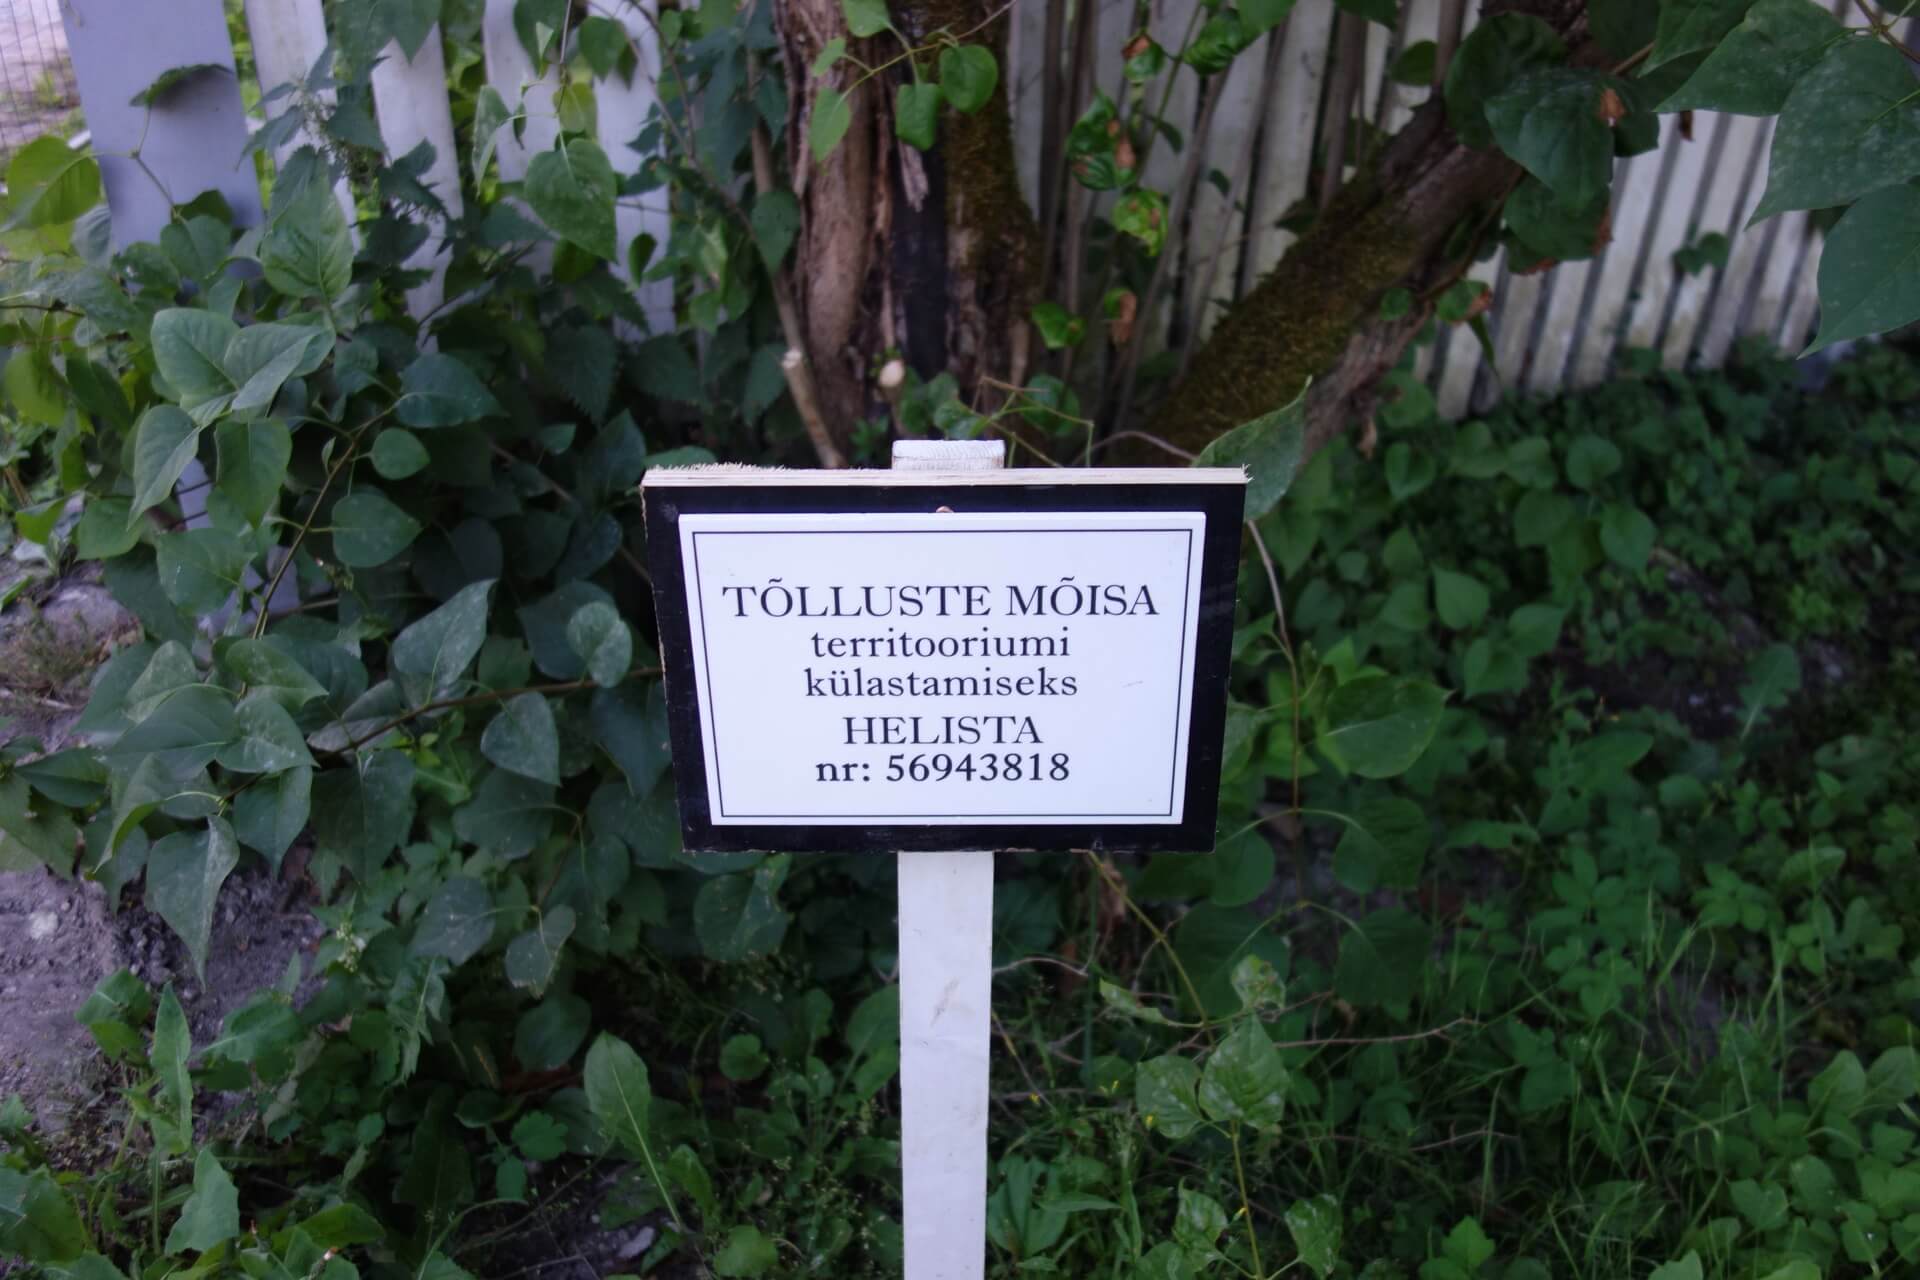 TÕLLUSTE MÕISA
territooriumi
külastamiseks
HELISTA
nr: 56943818